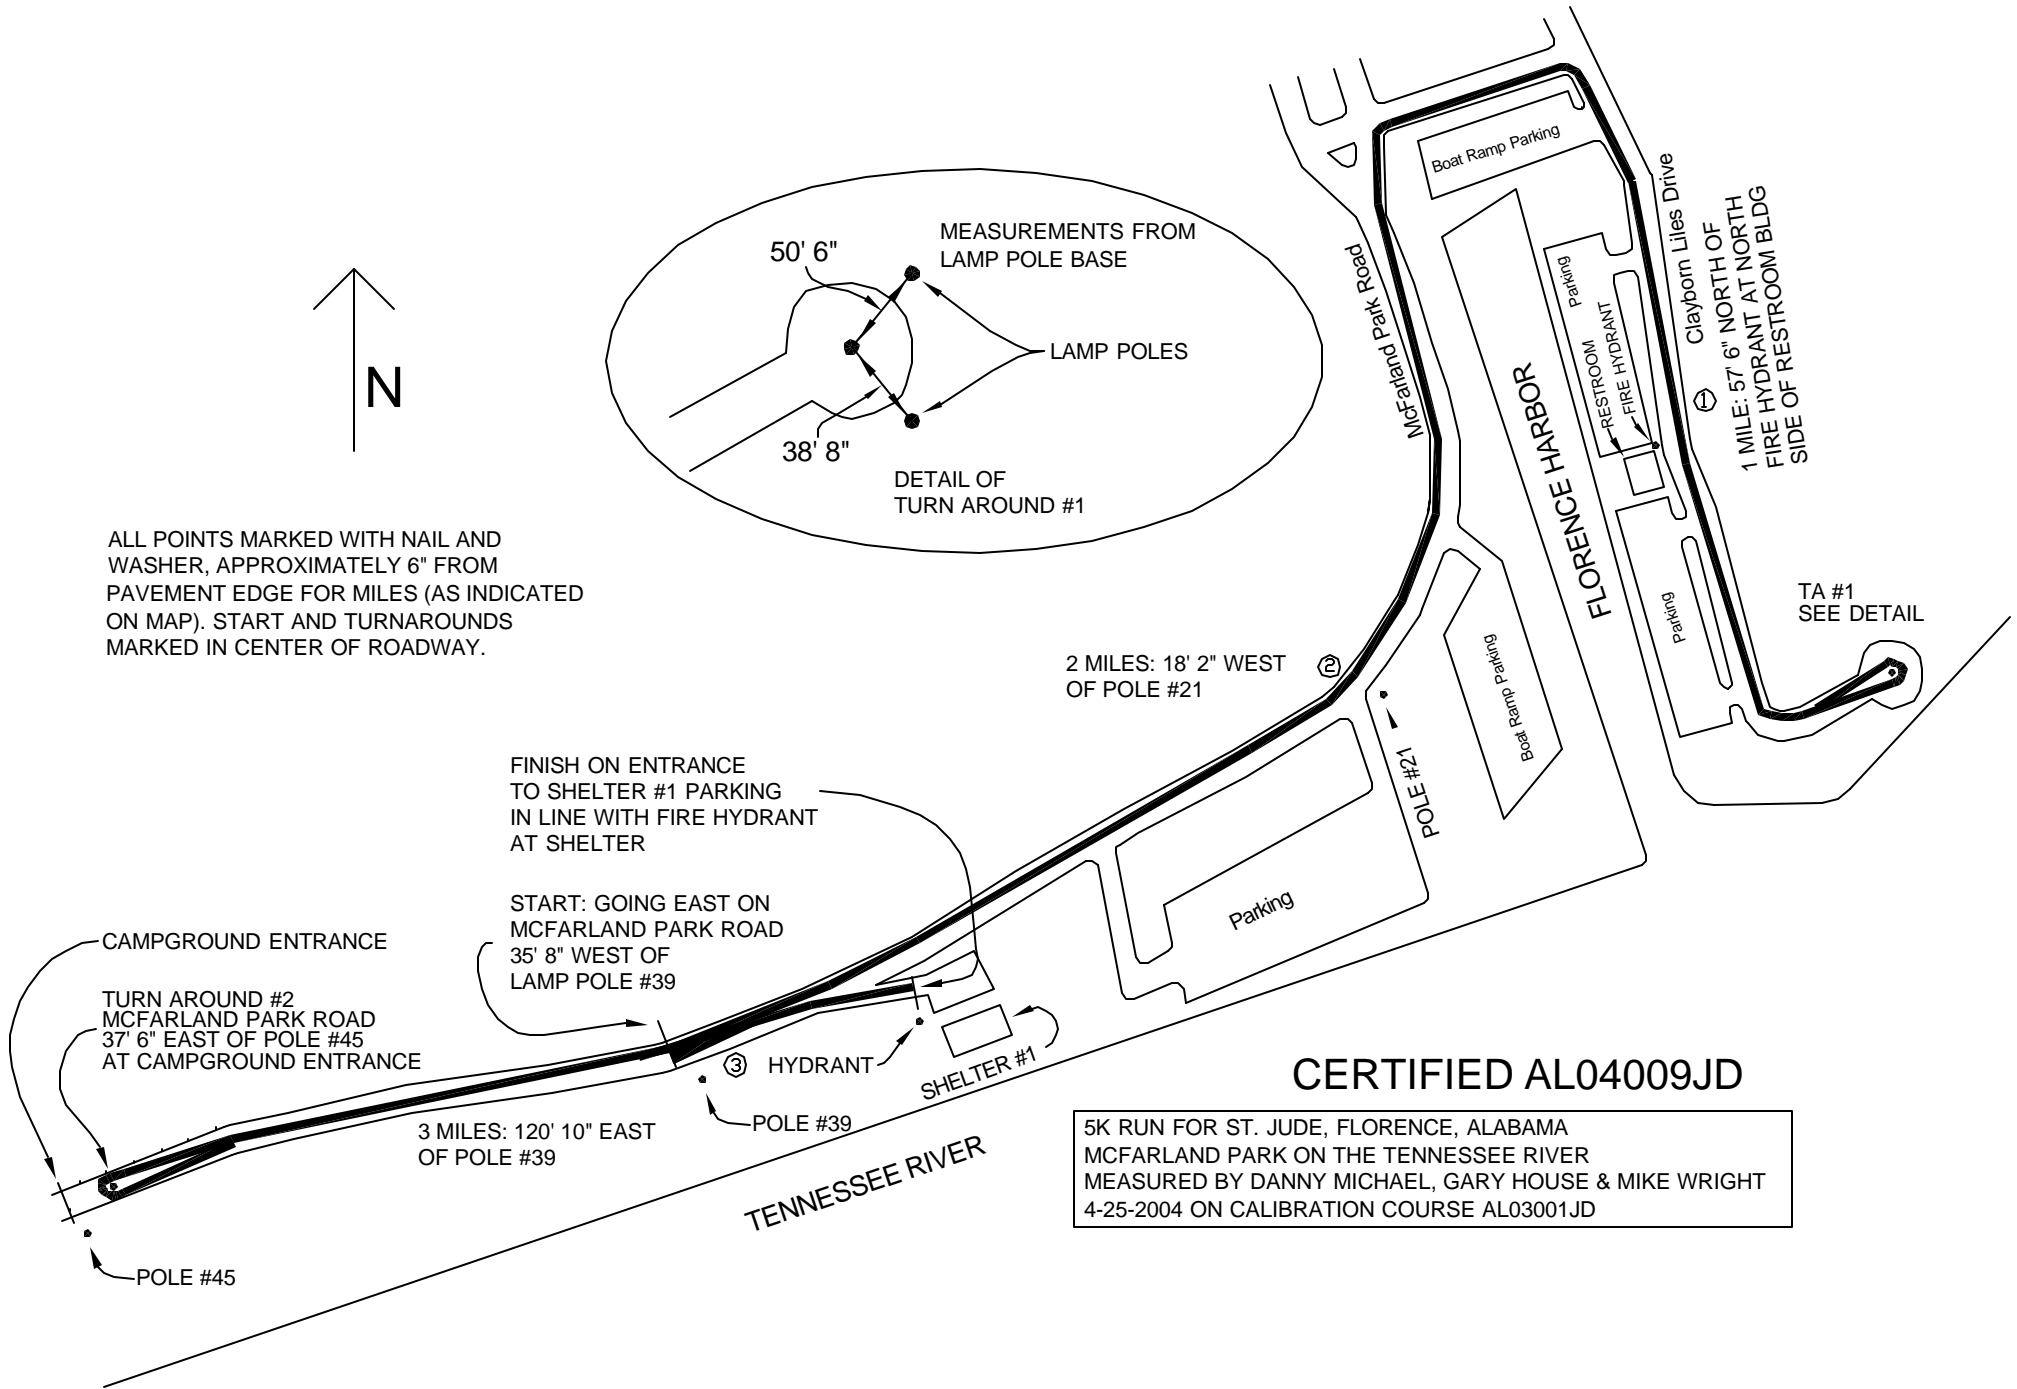 Boat Ramp Parking
Clayborn Liles Drive
1 MILE: 57' 6" NORTH OF
FIRE HYDRANT AT NORTH
SIDE OF RESTROOM BLDG
1
McFarland Park Road
Parking
RESTROOM
FIRE HYDRANT
FLORENCE HARBOR
50' 6"
MEASUREMENTS FROM
LAMP POLE BASE
LAMP POLES
38' 8"
DETAIL OF
TURN AROUND #1
N
ALL POINTS MARKED WITH NAIL AND
WASHER, APPROXIMATELY 6" FROM
PAVEMENT EDGE FOR MILES (AS INDICATED
ON MAP). START AND TURNAROUNDS
MARKED IN CENTER OF ROADWAY.
TA #1
SEE DETAIL
Parking
Boat Ramp Parking
2 MILES: 18' 2" WEST
OF POLE #21
2
POLE #21
FINISH ON ENTRANCE
TO SHELTER #1 PARKING
IN LINE WITH FIRE HYDRANT
AT SHELTER
START: GOING EAST ON
MCFARLAND PARK ROAD
35' 8" WEST OF
LAMP POLE #39
Parking
CAMPGROUND ENTRANCE
TURN AROUND #2
MCFARLAND PARK ROAD
37' 6" EAST OF POLE #45
AT CAMPGROUND ENTRANCE
3
HYDRANT
SHELTER #1
POLE #39
3 MILES: 120' 10" EAST
OF POLE #39
TENNESSEE RIVER
POLE #45
CERTIFIED AL04009JD
5K RUN FOR ST. JUDE, FLORENCE, ALABAMA
MCFARLAND PARK ON THE TENNESSEE RIVER
MEASURED BY DANNY MICHAEL, GARY HOUSE & MIKE WRIGHT
4-25-2004 ON CALIBRATION COURSE AL03001JD